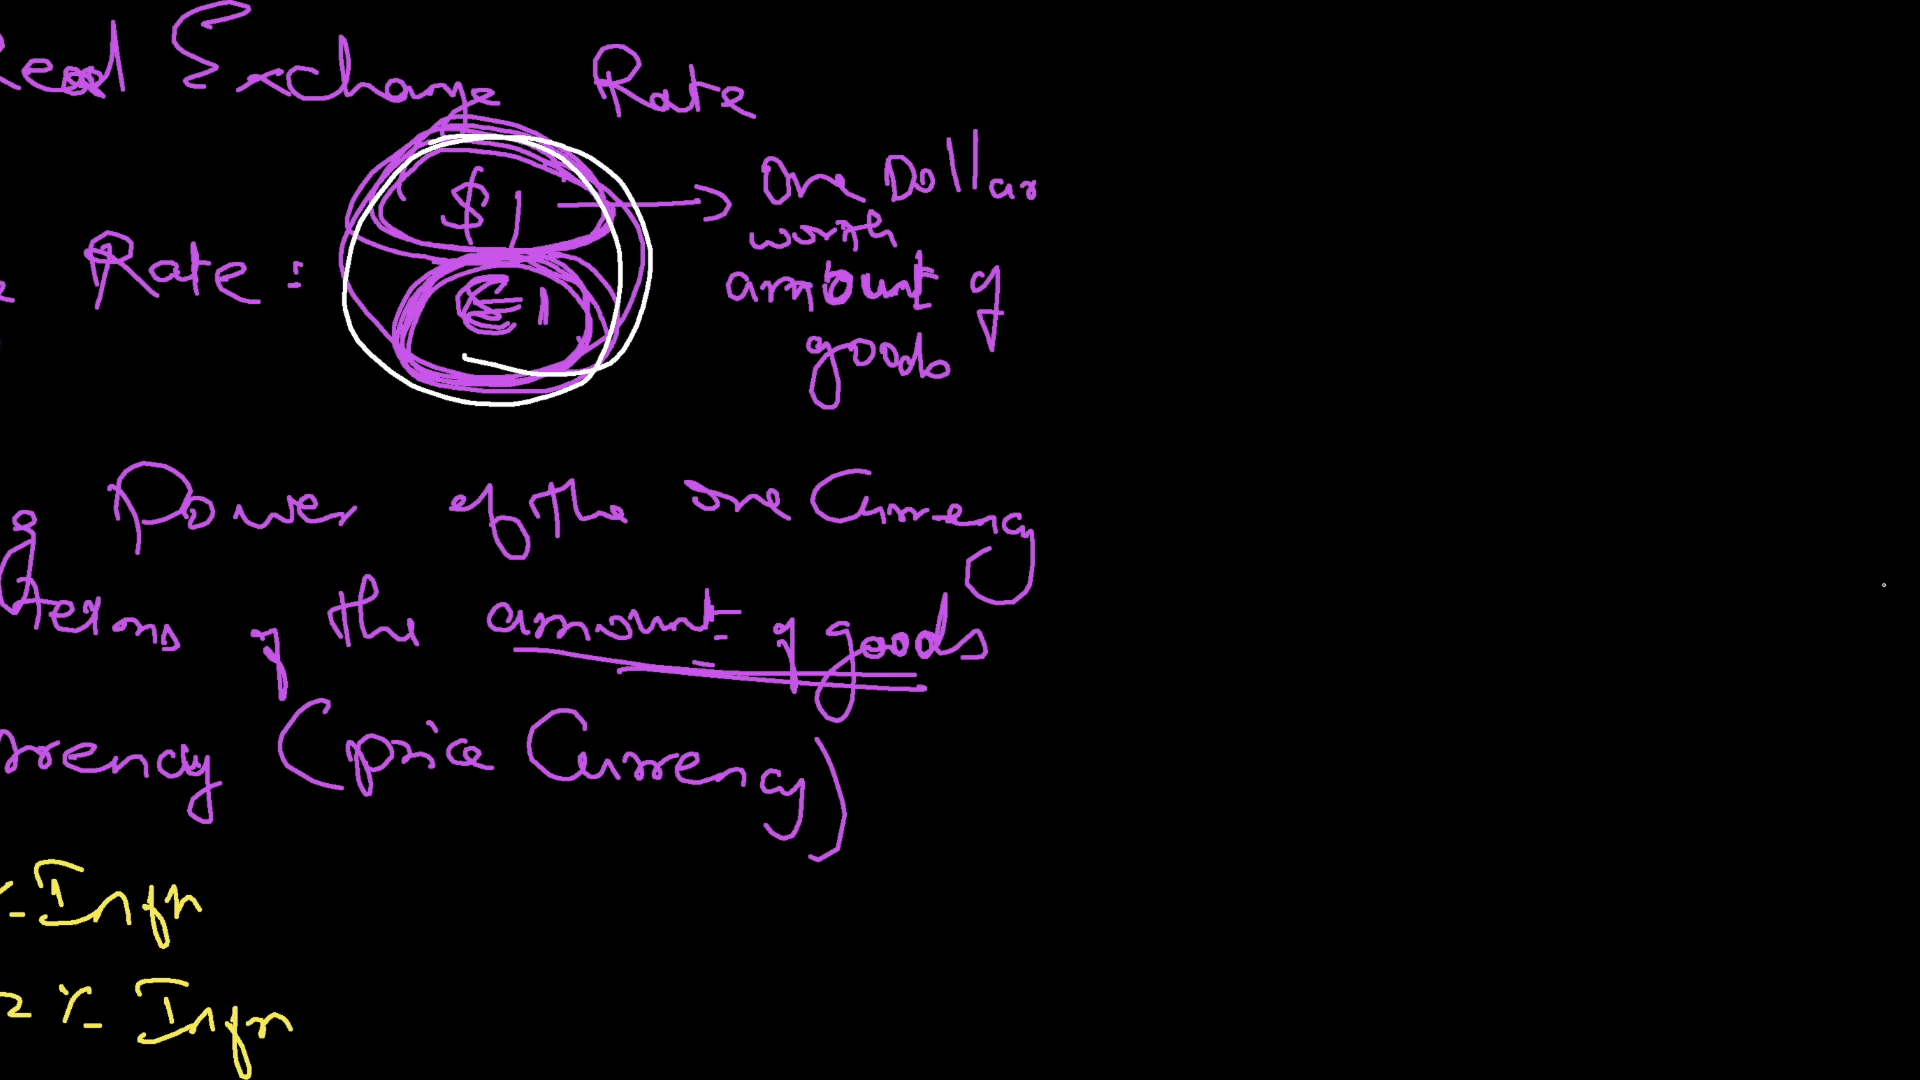 Real Exchange Rate
$1 → One Dollar
Rate : worth
€1 amount of
goods
g Power of the one Currency
terms of the amount of goods
rrency (price Currency)
- Infn
2 %- Infn